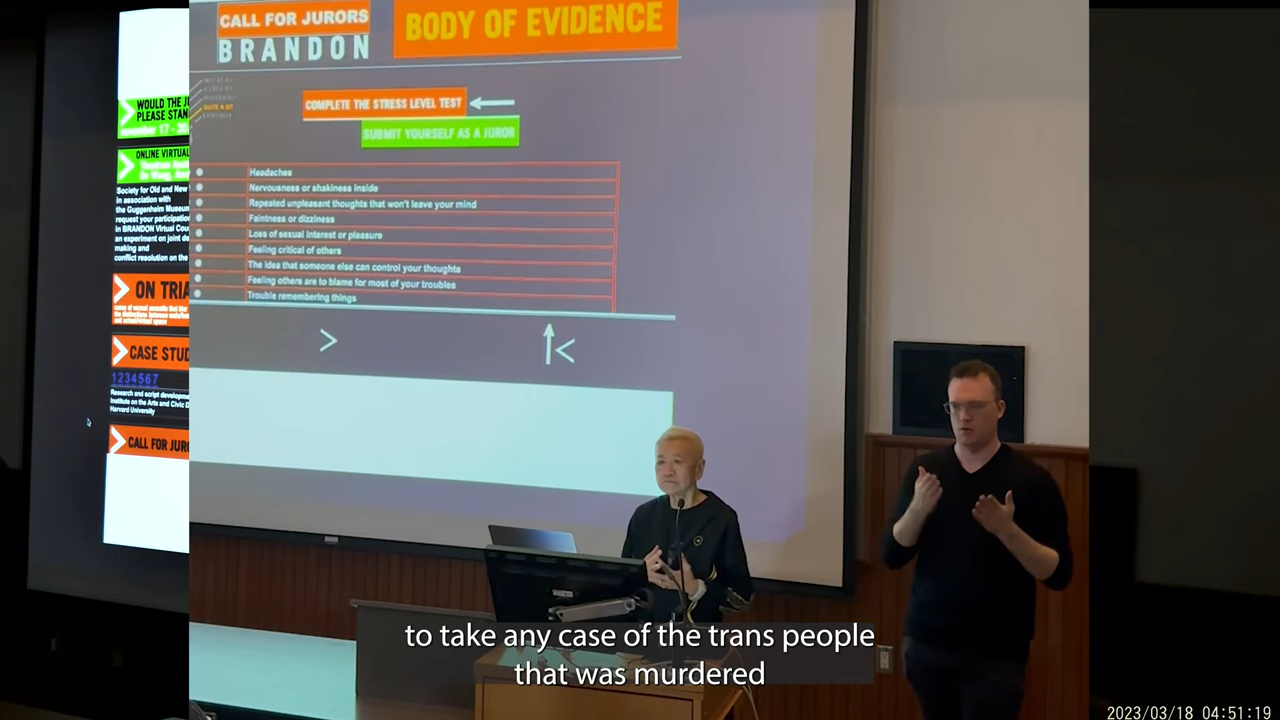 CALL FOR JURORS
BRANDON
BODY OF EVIDENCE
QUITE A BIT
COMPLETE THE STRESS LEVEL TEST
SUBMIT YOURSELF AS A JUROR
Headaches
Nervousness or shakiness inside
Repeated unpleasant thoughts that won't leave your mind
Faintness or dizziness
Loss of sexual interest or pleasure
Feeling critical of others
The idea that someone else can control your thoughts
Feeling others are to blame for most of your troubles
Trouble remembering things
>
<
WOULD THE J
PLEASE STAN
ONLINE VIRTUAL
Society for Old and New
in association with
the Guggenheim Museum
request your participation
in BRANDON Virtual Cou
an experiment on joint de
making and
conflict resolution on the
ON TRIA
CASE STUD
1234567
Research and script developme
Institute on the Arts and Civic D
Harvard University
CALL FOR JUR
to take any case of the trans people
that was murdered
2023/03/18 04:51:19